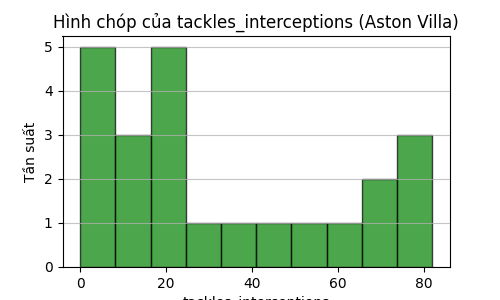 Hình chóp của tackles_interceptions (Aston Villa)
Tần suất
5
4
3
2
1
0
0 20 40 60 80
tackles_interceptions